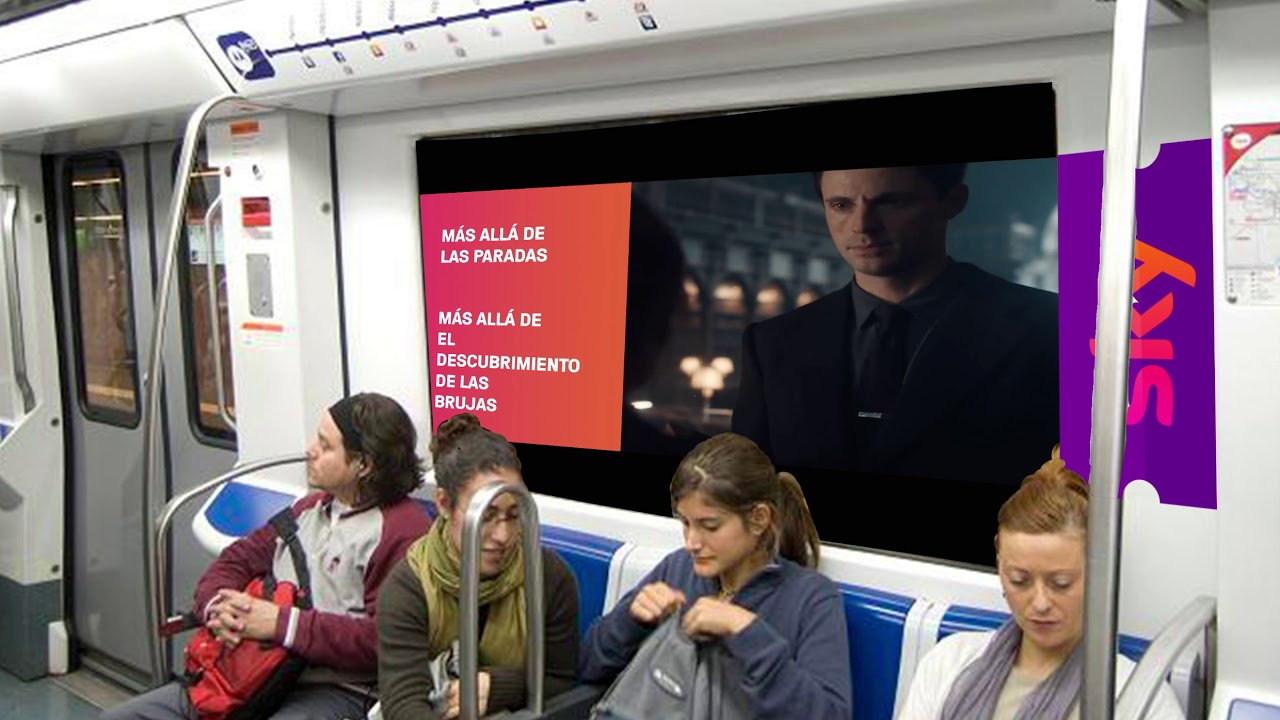 MÁS ALLÁ DE
LAS PARADAS
MÁS ALLÁ DE
EL
DESCUBRIMIENTO
DE LAS
BRUJAS
sky